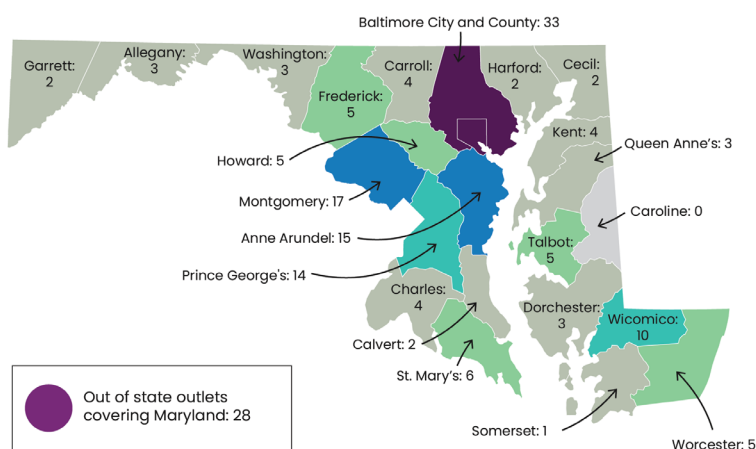 Baltimore City and County: 33
Garrett:
2
Allegany:
3
Washington:
3
Carroll:
4
Harford:
2
Cecil:
2
Frederick:
5
Kent: 4
Queen Anne's: 3
Howard: 5
Montgomery: 17
Caroline: 0
Anne Arundel: 15
Talbot:
5
Prince George's: 14
Charles:
4
Dorchester:
3
Wicomico:
10
Calvert: 2
St. Mary's: 6
Out of state outlets
covering Maryland: 28
Somerset: 1
Worcester: 5